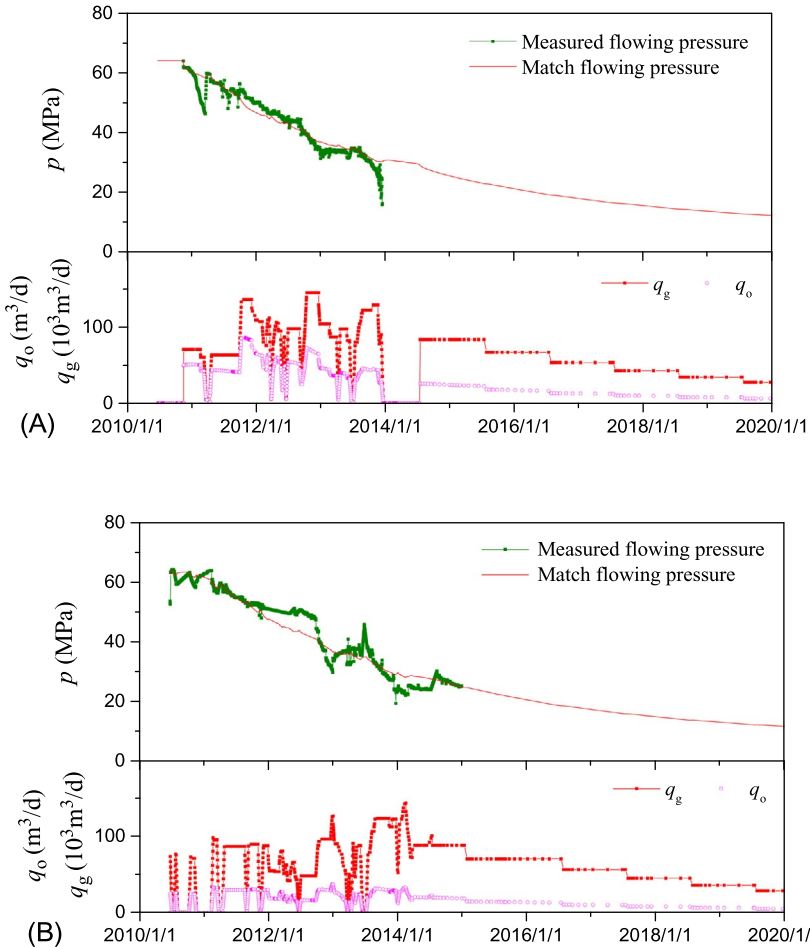 80
60
40
20
0
p (MPa)
Measured flowing pressure
Match flowing pressure
100
0
qo (m³/d)
qg (10³m³/d)
qg
qo
2010/1/1
2012/1/1
2014/1/1
2016/1/1
2018/1/1
2020/1/1
(A)
80
60
40
20
0
p (MPa)
Measured flowing pressure
Match flowing pressure
100
0
qo (m³/d)
qg (10³m³/d)
qg
qo
2010/1/1
2012/1/1
2014/1/1
2016/1/1
2018/1/1
2020/1/
(B)